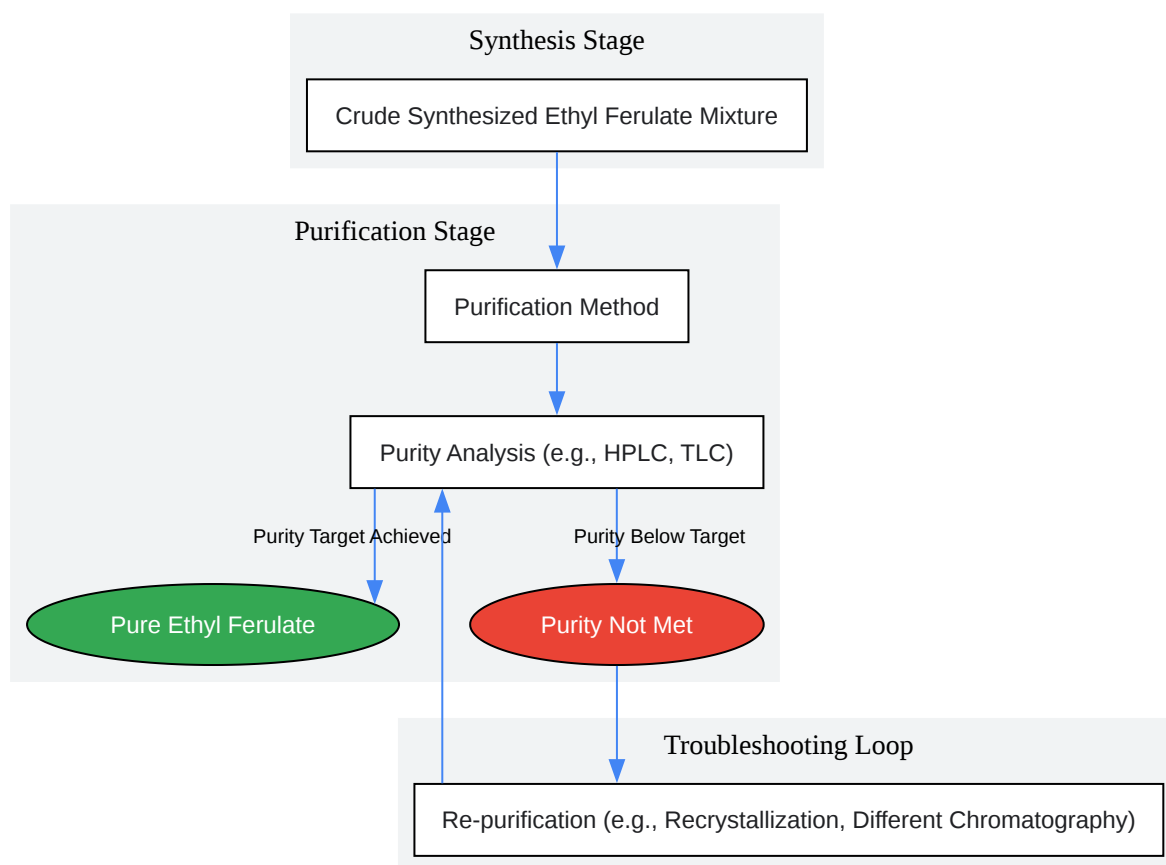 Synthesis Stage
Crude Synthesized Ethyl Ferulate Mixture
Purification Stage
Purification Method
Purity Analysis (e.g., HPLC, TLC)
Purity Target Achieved
Purity Below Target
Pure Ethyl Ferulate
Purity Not Met
Troubleshooting Loop
Re-purification (e.g., Recrystallization, Different Chromatography)